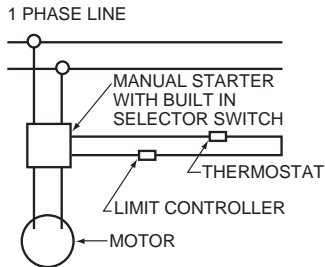 1 PHASE LINE
MANUAL STARTER
WITH BUILT IN
SELECTOR SWITCH
THERMOSTAT
LIMIT CONTROLLER
MOTOR